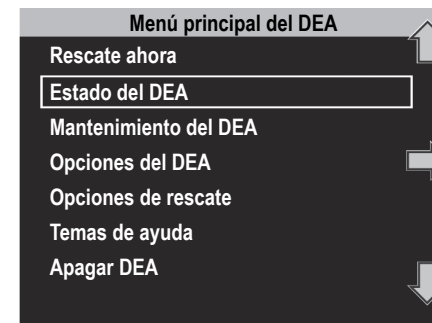 Menú principal del DEA
Rescate ahora
Estado del DEA
Mantenimiento del DEA
Opciones del DEA
Opciones de rescate
Temas de ayuda
Apagar DEA